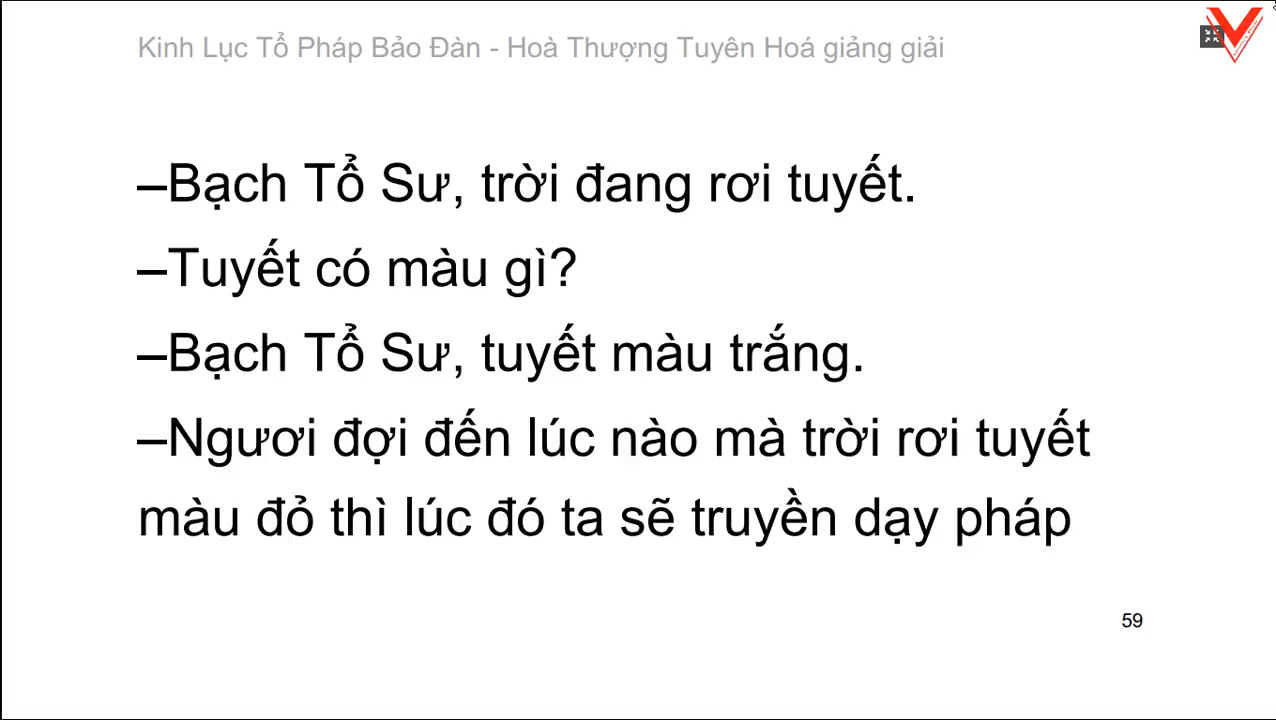 Kinh Lục Tổ Pháp Bảo Đàn - Hoà Thượng Tuyên Hoá giảng giải
–Bạch Tổ Sư, trời đang rơi tuyết.
–Tuyết có màu gì?
–Bạch Tổ Sư, tuyết màu trắng.
–Ngươi đợi đến lúc nào mà trời rơi tuyết
màu đỏ thì lúc đó ta sẽ truyền dạy pháp
59